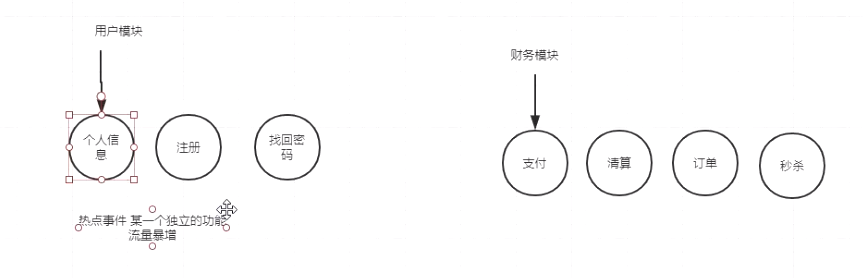 用户模块
财务模块
个人信
息
注册
找回密
码
支付
清算
订单
秒杀
热点事件 某一个独立的功能
流量暴增